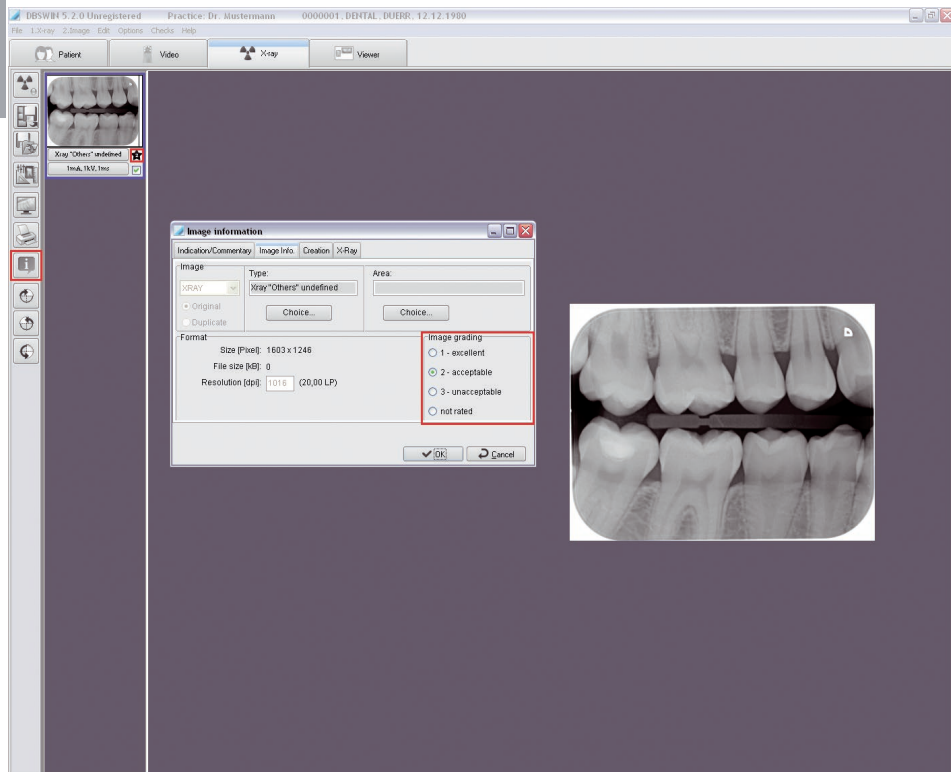 DBSWIN 5.2.0 Unregistered Practice: Dr. Mustermann 0000001, DENTAL, DUERR, 12.12.1980
File 1.X-ray 2.Image Edit Options Checks Help
Patient Video X-ray Viewer
Xray "Others" undefined
1mA, 1kV, 1ms
Image information
Indication/Commentary Image Info. Creation X-Ray
Image
Type:
Area:
XRAY
Xray "Others" undefined
Original
Duplicate
Choice...
Choice...
Format
Size [Pixel]: 1603 x 1246
File size [kB]: 0
Resolution [dpi]: 1016 (20,00 LP)
Image grading
1 - excellent
2 - acceptable
3 - unacceptable
not rated
OK
Cancel